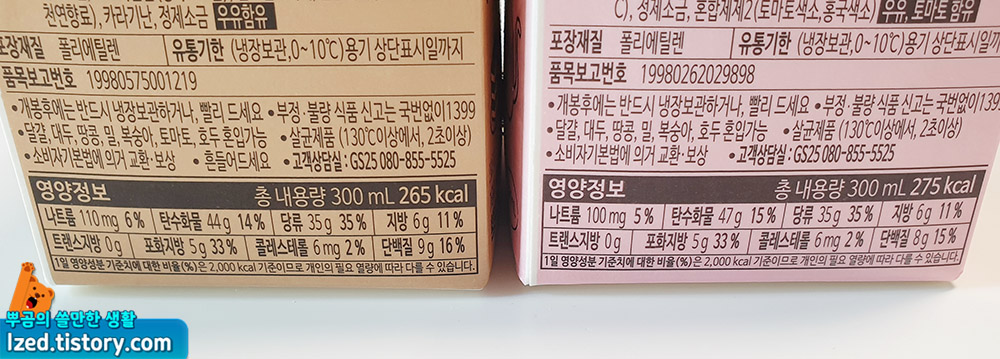 천연향료), 카라기난, 정제소금 우유함유
포장재질 폴리에틸렌 유통기한 (냉장보관,0~10℃)용기 상단표시일까지
품목보고번호 19980575001219
•개봉후에는 반드시 냉장보관하거나, 빨리 드세요 •부정·불량 식품 신고는 국번없이1399
•달걀, 대두, 땅콩, 밀, 복숭아, 토마토, 호두 혼입가능 •살균제품 (130℃이상에서, 2초이상)
•소비자기본법에 의거 교환·보상 •흔들어드세요 •고객상담실 : GS25 080-855-5525
영양정보 총 내용량 300 mL 265 kcal
나트륨 110 mg 6% 탄수화물 44 g 14% 당류 35 g 35% 지방 6 g 11%
트랜스지방 0 g 포화지방 5 g 33% 콜레스테롤 6 mg 2% 단백질 9 g 16%
1일 영양성분 기준치에 대한 비율(%)은 2,000 kcal 기준이므로 개인의 필요 열량에 따라 다를 수 있습니다.
C), 정제소금, 혼합제제2(토마토색소,홍국색소) 우유, 토마토 함유
포장재질 폴리에틸렌 유통기한 (냉장보관,0~10℃)용기 상단표시일까지
품목보고번호 19980262029898
•개봉후에는 반드시 냉장보관하거나, 빨리 드세요 •부정·불량 식품 신고는 국번없이139
•달걀, 대두, 땅콩, 밀, 복숭아, 호두 혼입가능 •살균제품 (130℃이상에서, 2초이상)
•소비자기본법에 의거 교환·보상 •고객상담실 : GS25 080-855-5525
영양정보 총 내용량 300 mL 275 kcal
나트륨 100 mg 5% 탄수화물 47 g 15% 당류 35 g 35% 지방 6 g 11%
트랜스지방 0 g 포화지방 5 g 33% 콜레스테롤 6 mg 2% 단백질 8 g 15%
1일 영양성분 기준치에 대한 비율(%)은 2,000 kcal 기준이므로 개인의 필요 열량에 따라 다를 수 있습니다.
뿌곰의 쓸만한 생활
lzed.tistory.com